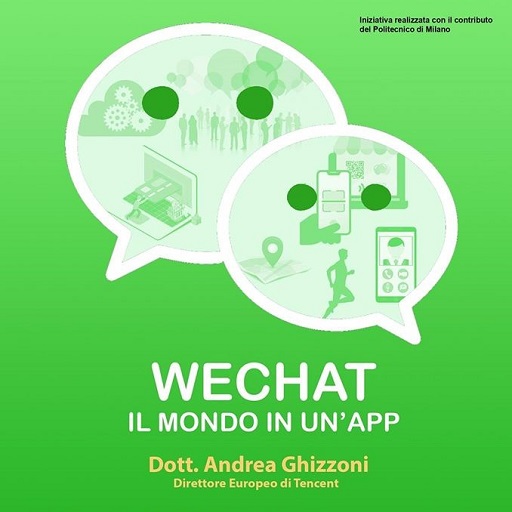 Iniziativa realizzata con il contributo
del Politecnico di Milano
WECHAT
IL MONDO IN UN’APP
Dott. Andrea Ghizzoni
Direttore Europeo di Tencent